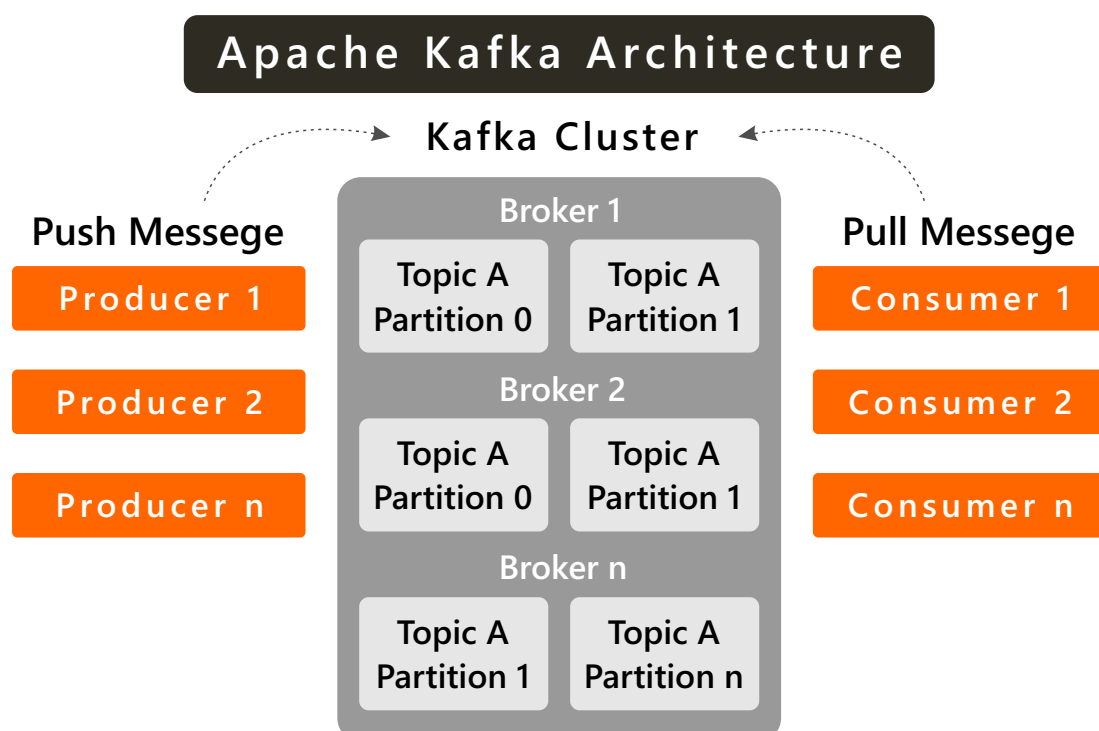 Apache Kafka Architecture
Kafka Cluster
Push Messege
Producer 1
Producer 2
Producer n
Broker 1
Topic A
Partition 0
Topic A
Partition 1
Broker 2
Topic A
Partition 0
Topic A
Partition 1
Broker n
Topic A
Partition 1
Topic A
Partition n
Pull Messege
Consumer 1
Consumer 2
Consumer n